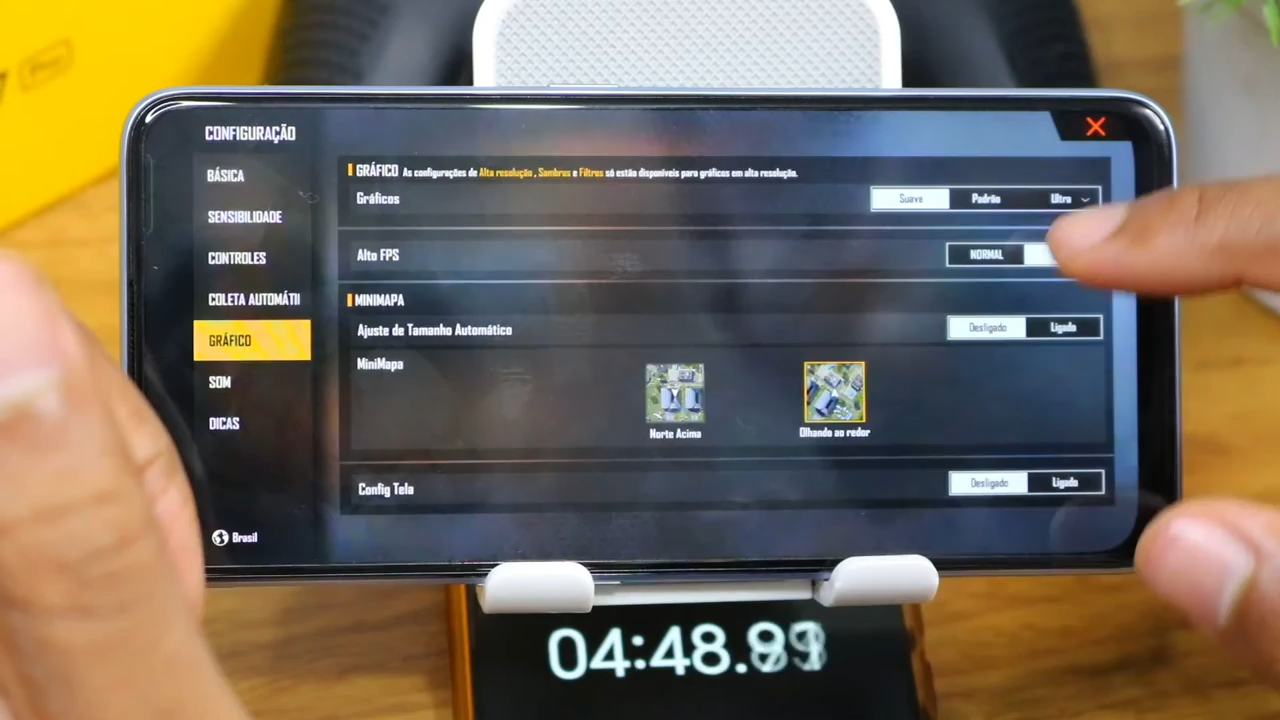 CONFIGURAÇÃO
BÁSICA
SENSIBILIDADE
CONTROLES
COLETA AUTOMÁTI
GRÁFICO
SOM
DICAS
Brasil
GRÁFICO As configurações de Alta resolução , Sombras e Filtros só estão disponíveis para gráficos em alta resolução.
Gráficos Suave Padrão Ultra
Alto FPS NORMAL
MINIMAPA
Ajuste de Tamanho Automático Desligado Ligado
MiniMapa
Norte Acima Olhando ao redor
Config Tela Desligado Ligado
04:48.